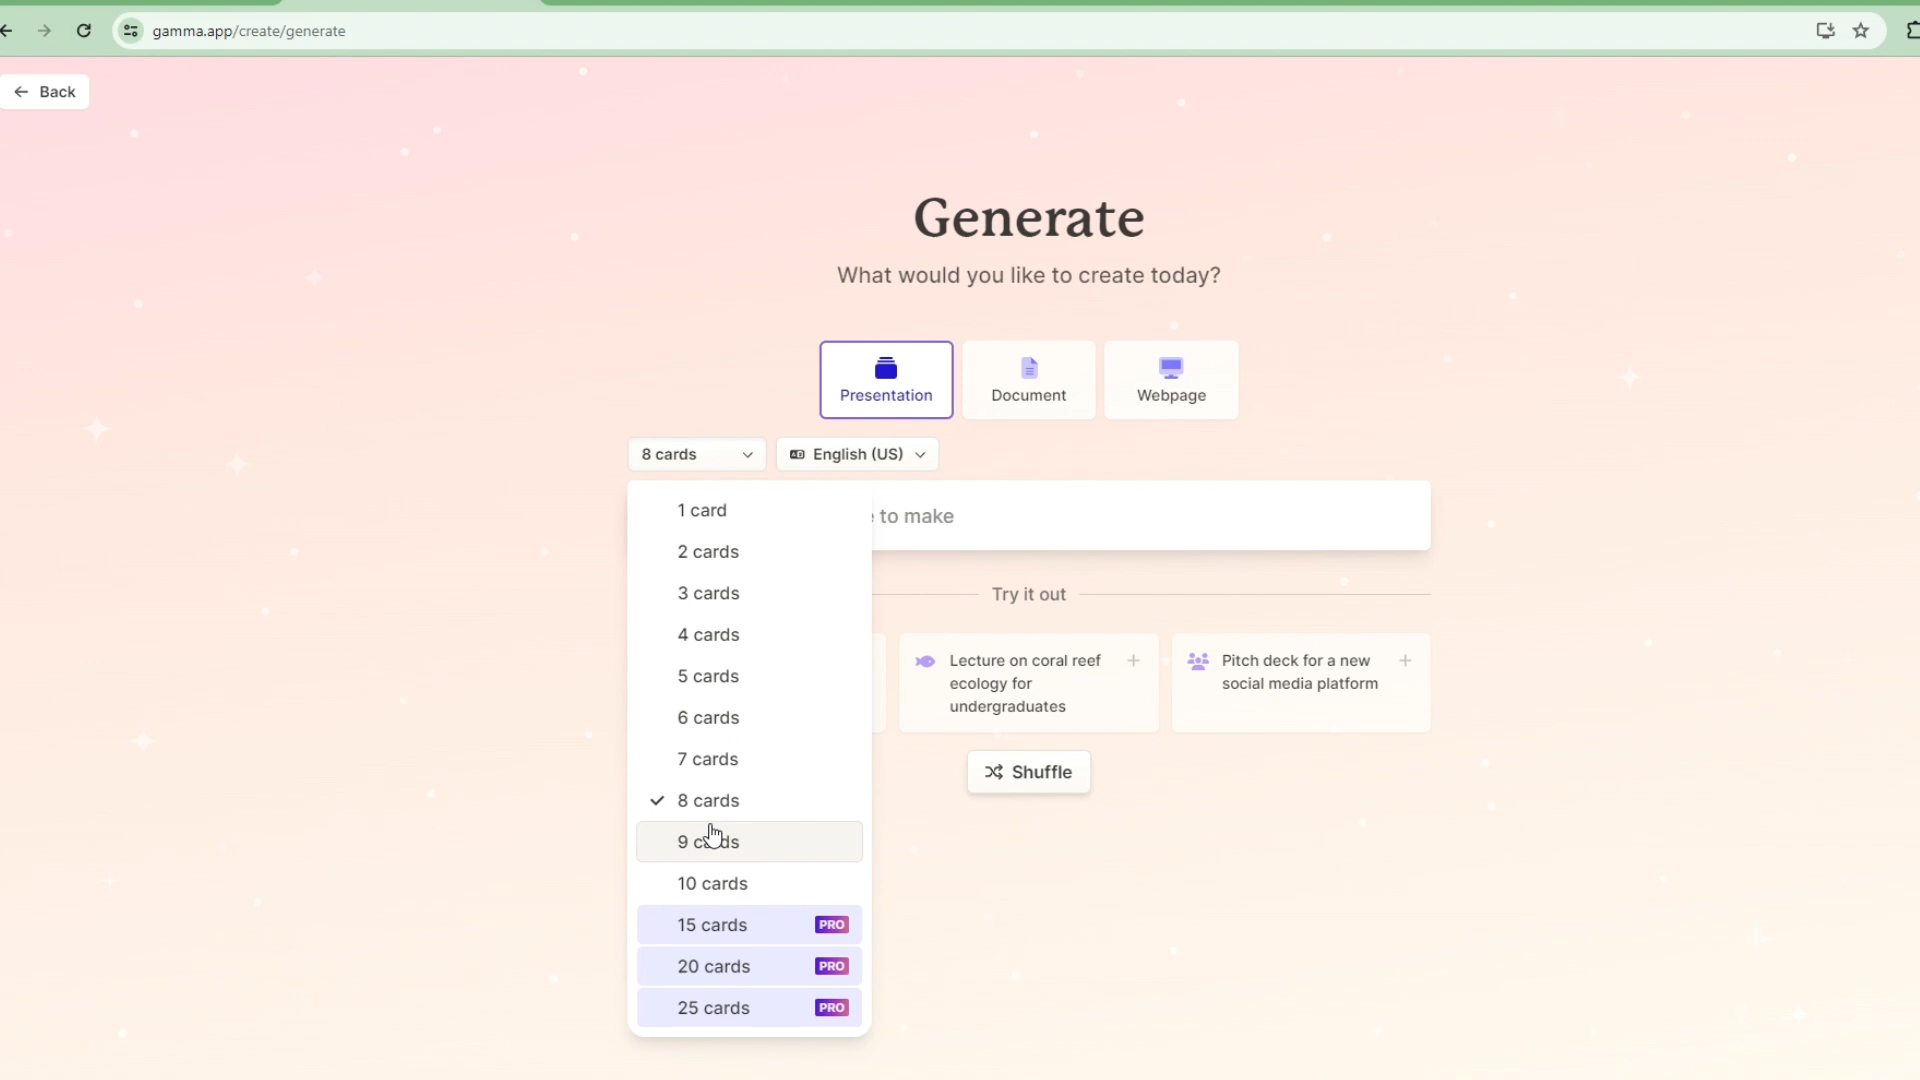 gamma.app/create/generate
Back
Generate
What would you like to create today?
Presentation
Document
Webpage
8 cards
English (US)
to make
1 card
2 cards
3 cards
4 cards
5 cards
6 cards
7 cards
8 cards
9 cards
10 cards
15 cards PRO
20 cards PRO
25 cards PRO
Try it out
Lecture on coral reef
ecology for
undergraduates
Pitch deck for a new
social media platform
Shuffle